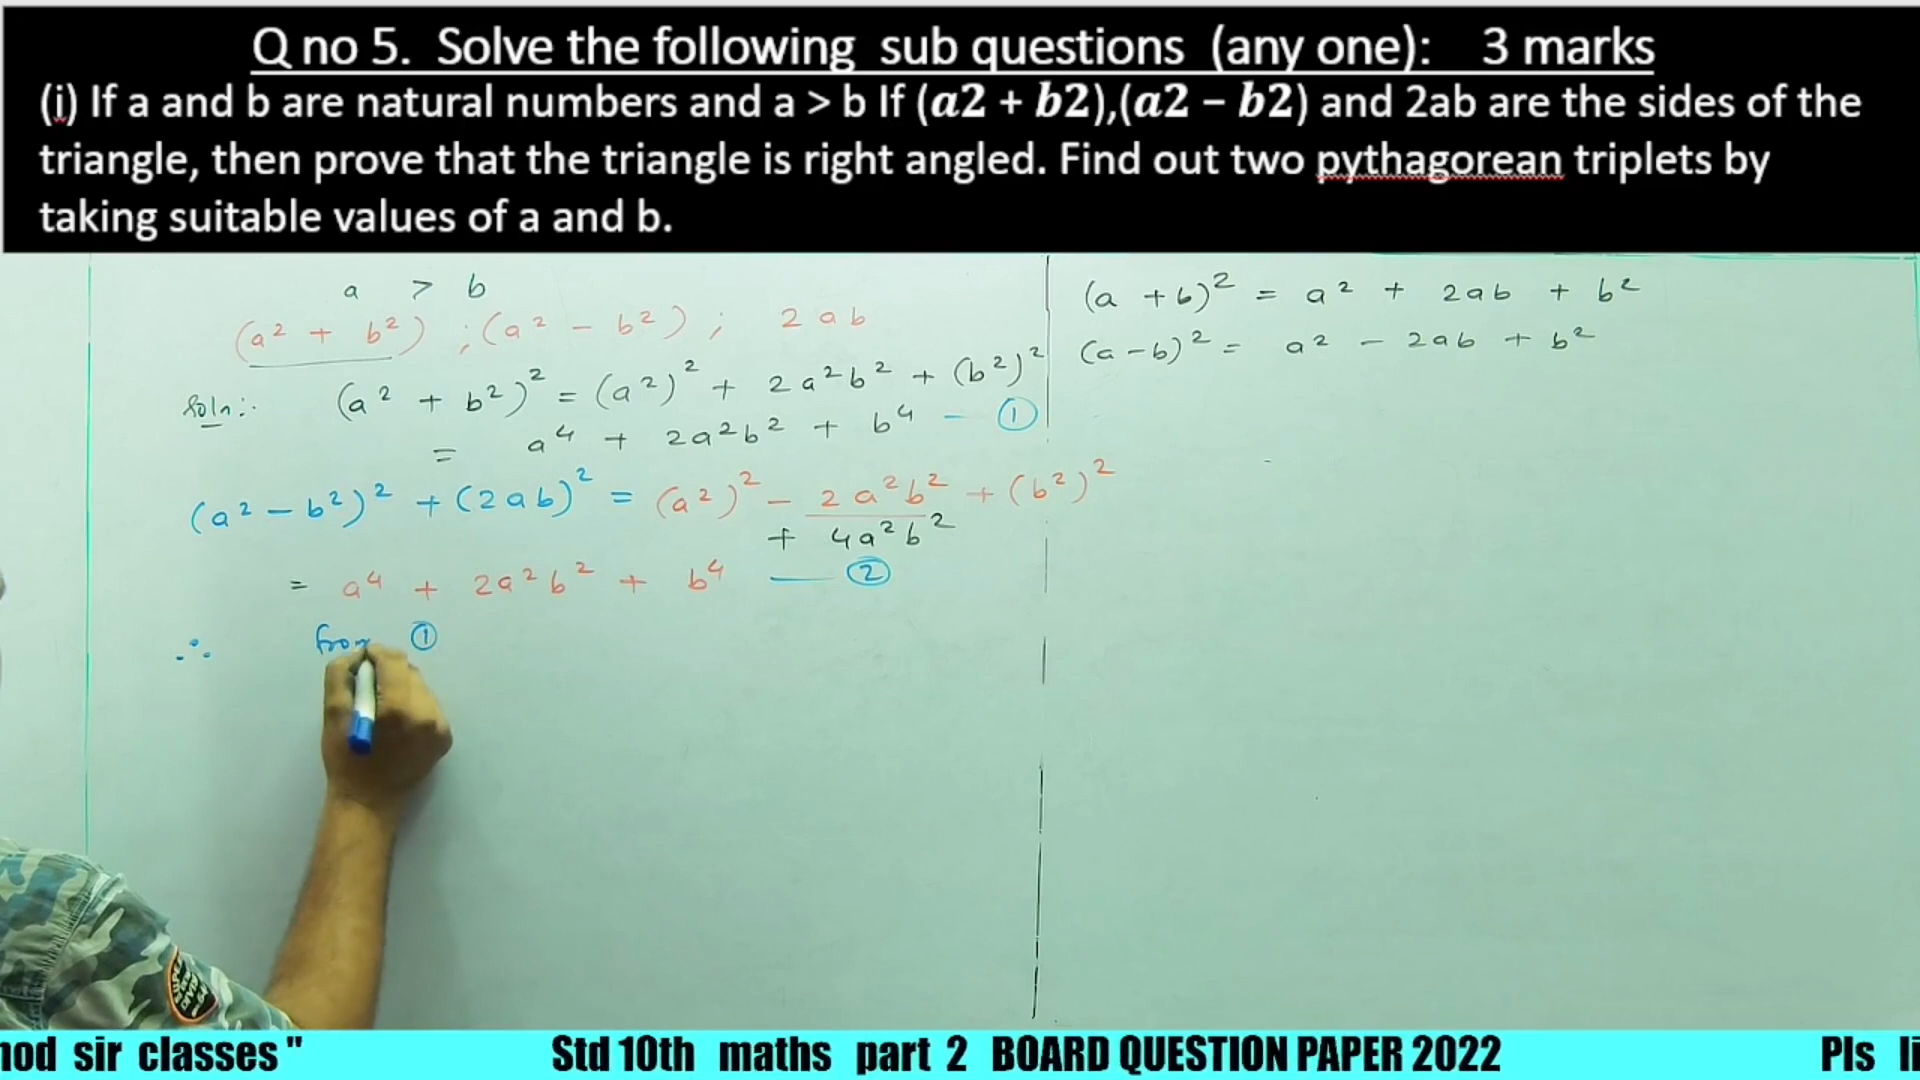 Q no 5. Solve the following sub questions (any one): 3 marks
(i) If a and b are natural numbers and a > b If (a2 + b2),(a2 – b2) and 2ab are the sides of the
triangle, then prove that the triangle is right angled. Find out two pythagorean triplets by
taking suitable values of a and b.
a > b
(a² + b²) ; (a² - b²) ; 2ab
Soln:.
(a² + b²)² = (a²)² + 2a²b² + (b²)²
= a⁴ + 2a²b² + b⁴ — ①
(a² - b²)² + (2ab)² = (a²)² - 2a²b² + (b²)²
+ 4a²b²
= a⁴ + 2a²b² + b⁴ — ②
∴ from ①
(a + b)² = a² + 2ab + b²
(a - b)² = a² - 2ab + b²
sir classes "
Std 10th maths part 2 BOARD QUESTION PAPER 2022
Pls